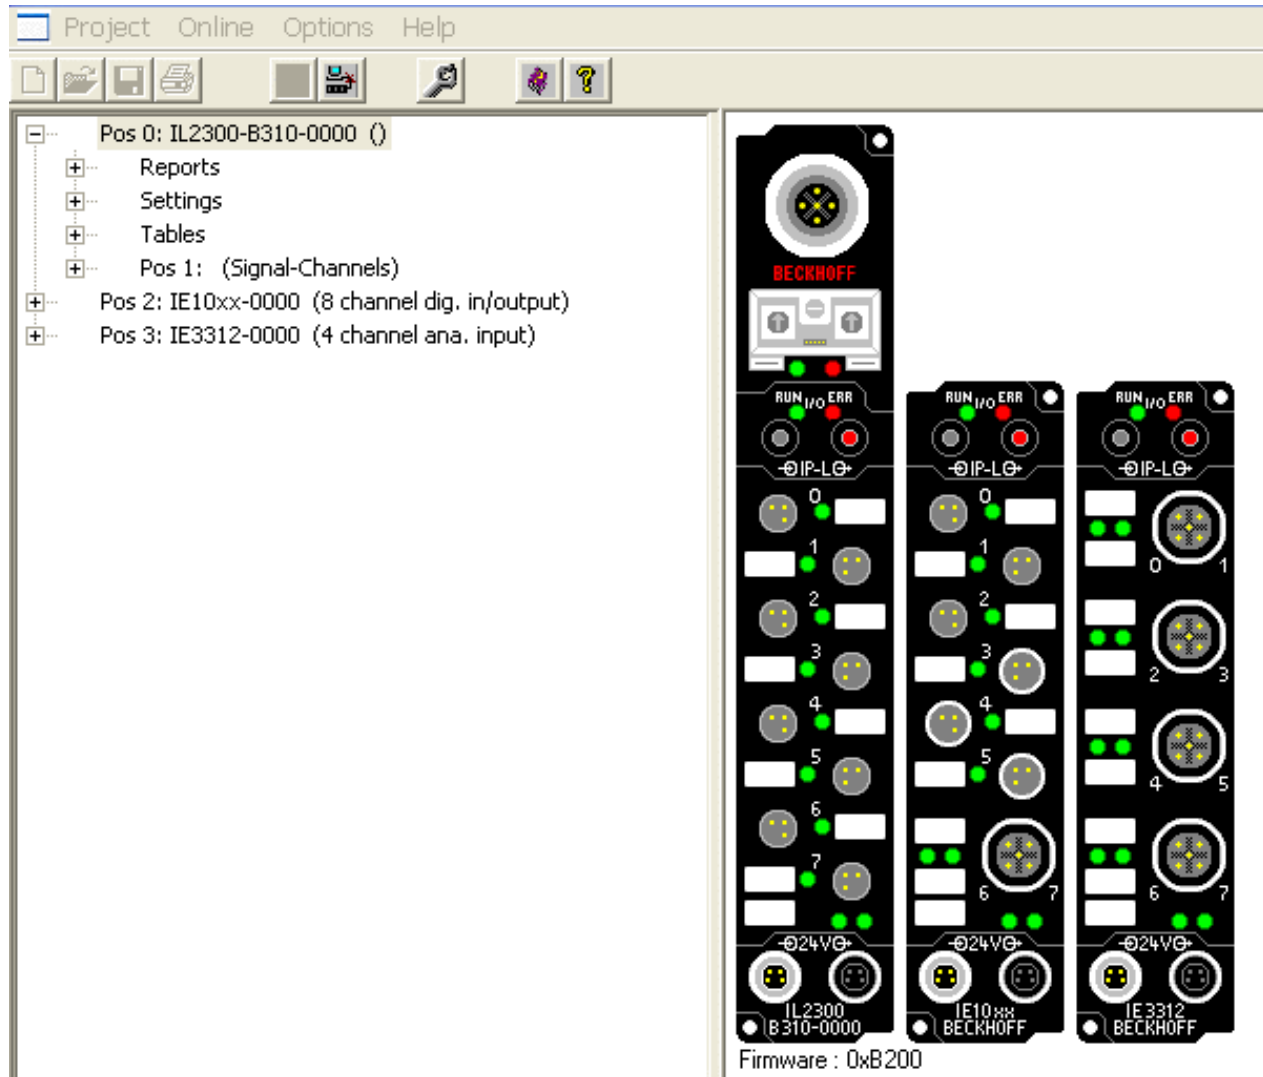 Project Online Options Help
Pos 0: IL2300-B310-0000 ()
Reports
Settings
Tables
Pos 1: (Signal-Channels)
Pos 2: IE10xx-0000 (8 channel dig. in/output)
Pos 3: IE3312-0000 (4 channel ana. input)
BECKHOFF
RUN I/O ERR
IP-L
0
1
2
3
4
5
6
7
24V
IL2300
B310-0000
RUN I/O ERR
IP-L
0
1
2
3
4
5
6 7
24V
IE10xx
BECKHOFF
RUN I/O ERR
IP-L
0 1
2 3
4 5
6 7
24V
IE3312
BECKHOFF
Firmware : 0xB200